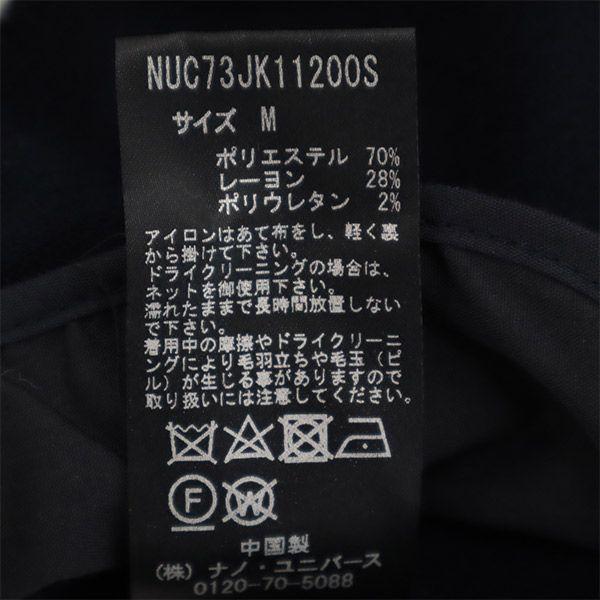 NUC73JK11200S
サイズ M
ポリエステル 70%
レーヨン 28%
ポリウレタン 2%
アイロンはあて布をし、軽く裏
から掛けて下さい。
ドライクリーニングの場合は、
ネットを御使用下さい。
濡れたままで長時間放置しない
で下さい。
着用中の摩擦やドライクリーニ
ングにより毛羽立ちや毛玉(ピ
ル)が生じる事がありますので
取り扱いには注意してください。
F
W
中国製
(株) ナノ・ユニバース
0120-70-5088